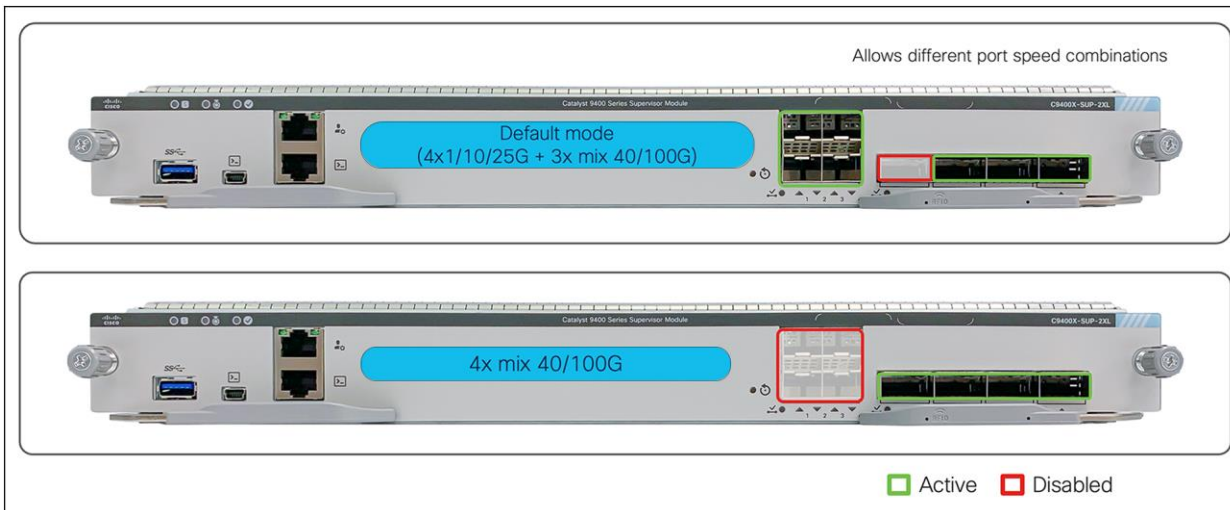 Allows different port speed combinations
CISCO
Catalyst 9400 Series Supervisor Module
C9400X-SUP-2XL
Default mode
(4x1/10/25G + 3x mix 40/100G)
1 2 3
CISCO
Catalyst 9400 Series Supervisor Module
C9400X-SUP-2XL
4x mix 40/100G
1 2 3
Active
Disabled